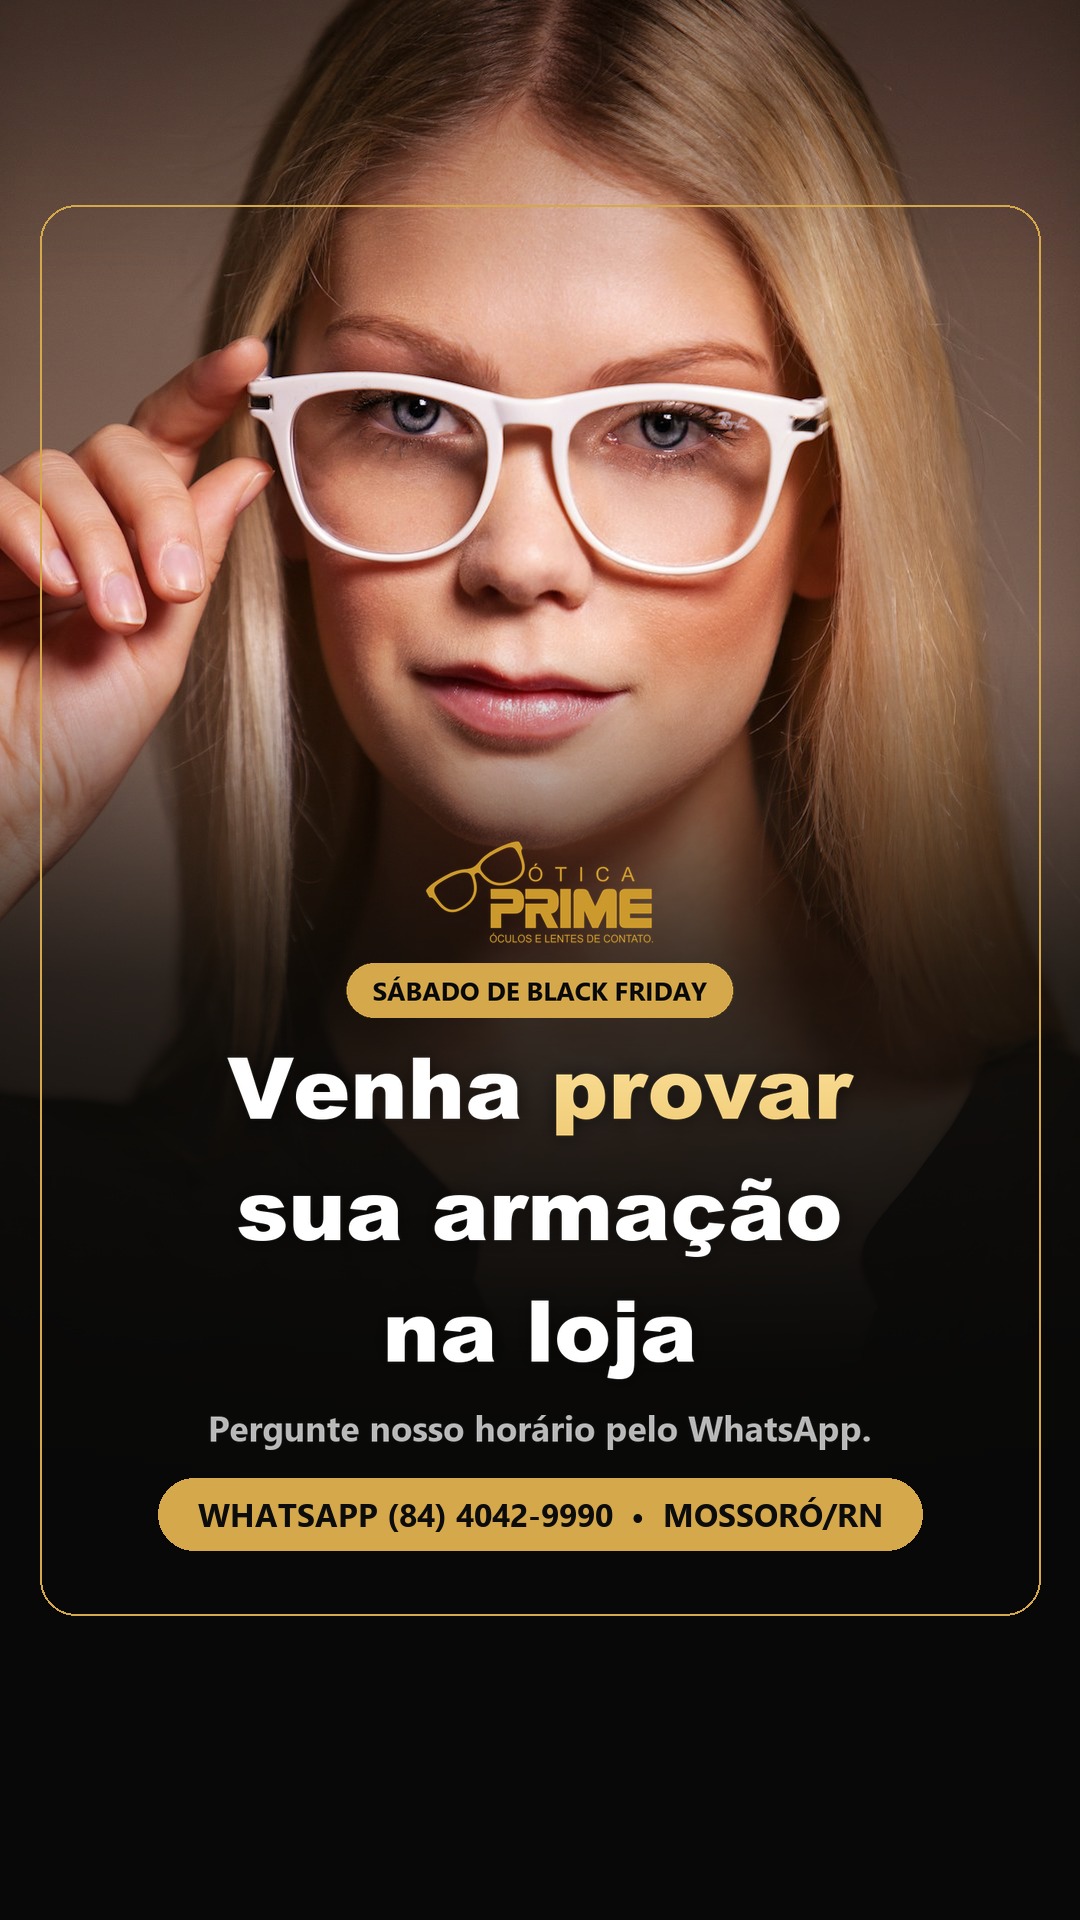 ÓTICA
PRIME
ÓCULOS E LENTES DE CONTATO.
SÁBADO DE BLACK FRIDAY
Venha provar
sua armação
na loja
Pergunte nosso horário pelo WhatsApp.
WHATSAPP (84) 4042-9990 • MOSSORÓ/RN